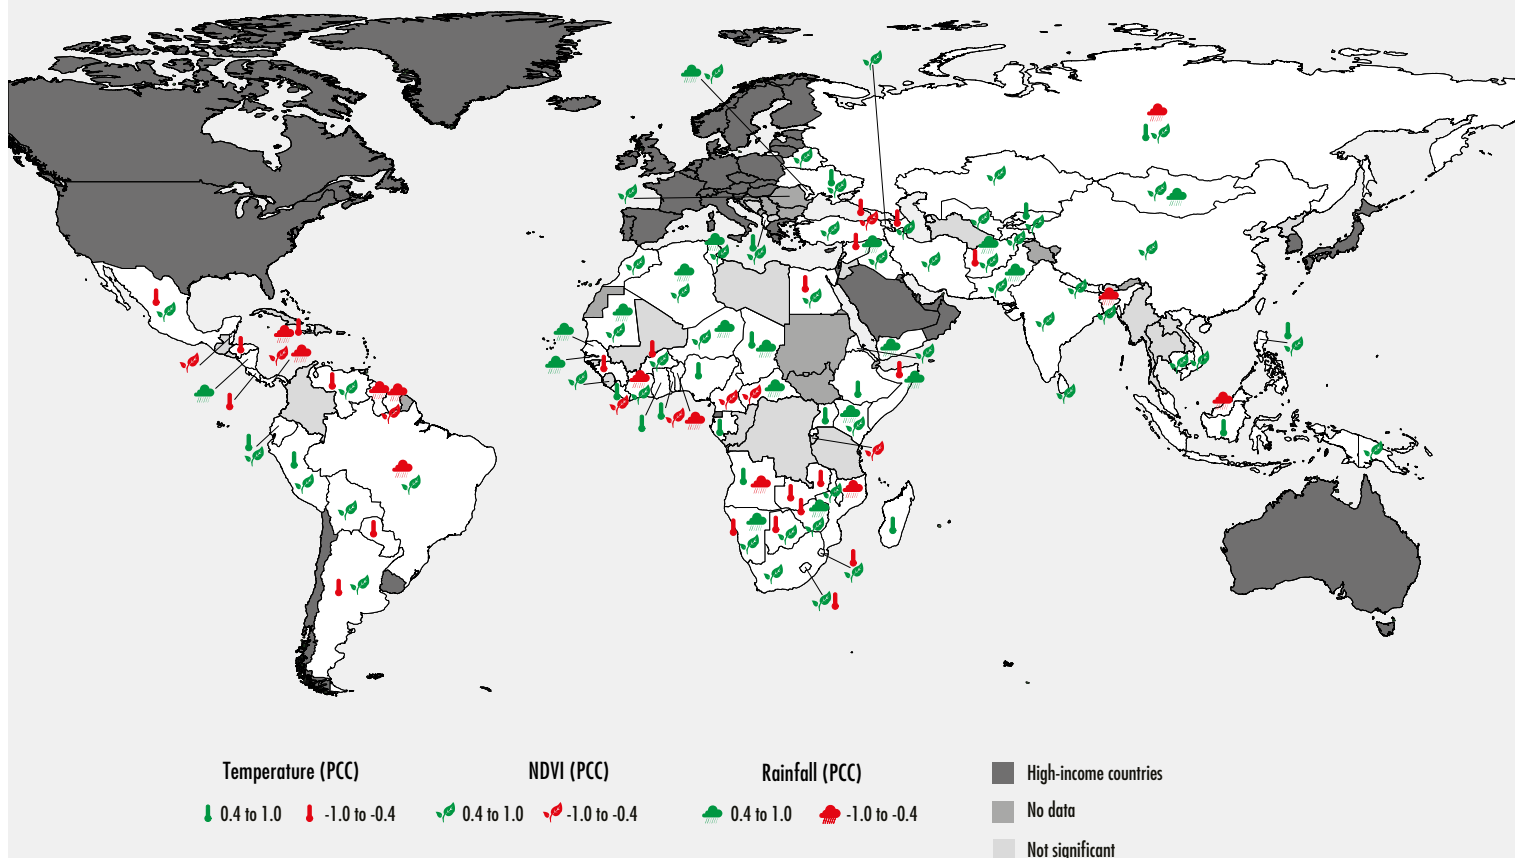 Temperature (PCC) NDVI (PCC) Rainfall (PCC)
High-income countries
0.4 to 1.0 -1.0 to -0.4 0.4 to 1.0 -1.0 to -0.4 0.4 to 1.0 -1.0 to -0.4
No data
Not significant